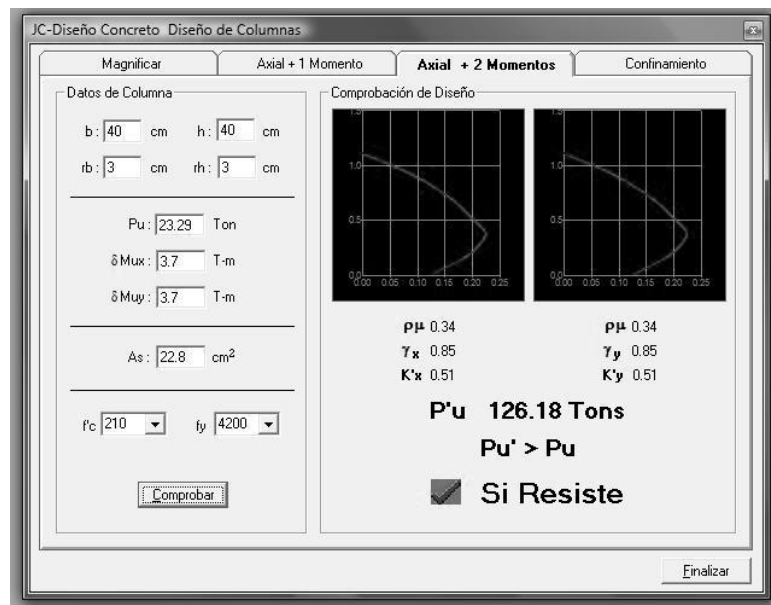 JC-Diseño Concreto Diseño de Columnas
Magnificar
Axial + 1 Momento
Axial + 2 Momentos
Confinamiento
Datos de Columna
b: 40 cm h: 40 cm
rb: 3 cm rh: 3 cm
Pu: 23.29 Ton
δMux: 3.7 T-m
δMuy: 3.7 T-m
As: 22.8 cm²
f'c 210 fy 4200
Comprobar
Comprobación de Diseño
1.5
1.0
0.5
0.0
0.00 0.05 0.10 0.15 0.20 0.25
1.5
1.0
0.5
0.0
0.00 0.05 0.10 0.15 0.20 0.25
ρμ 0.34
γx 0.85
K'x 0.51
ρμ 0.34
γy 0.85
K'y 0.51
P'u 126.18 Tons
Pu' > Pu
Si Resiste
Finalizar